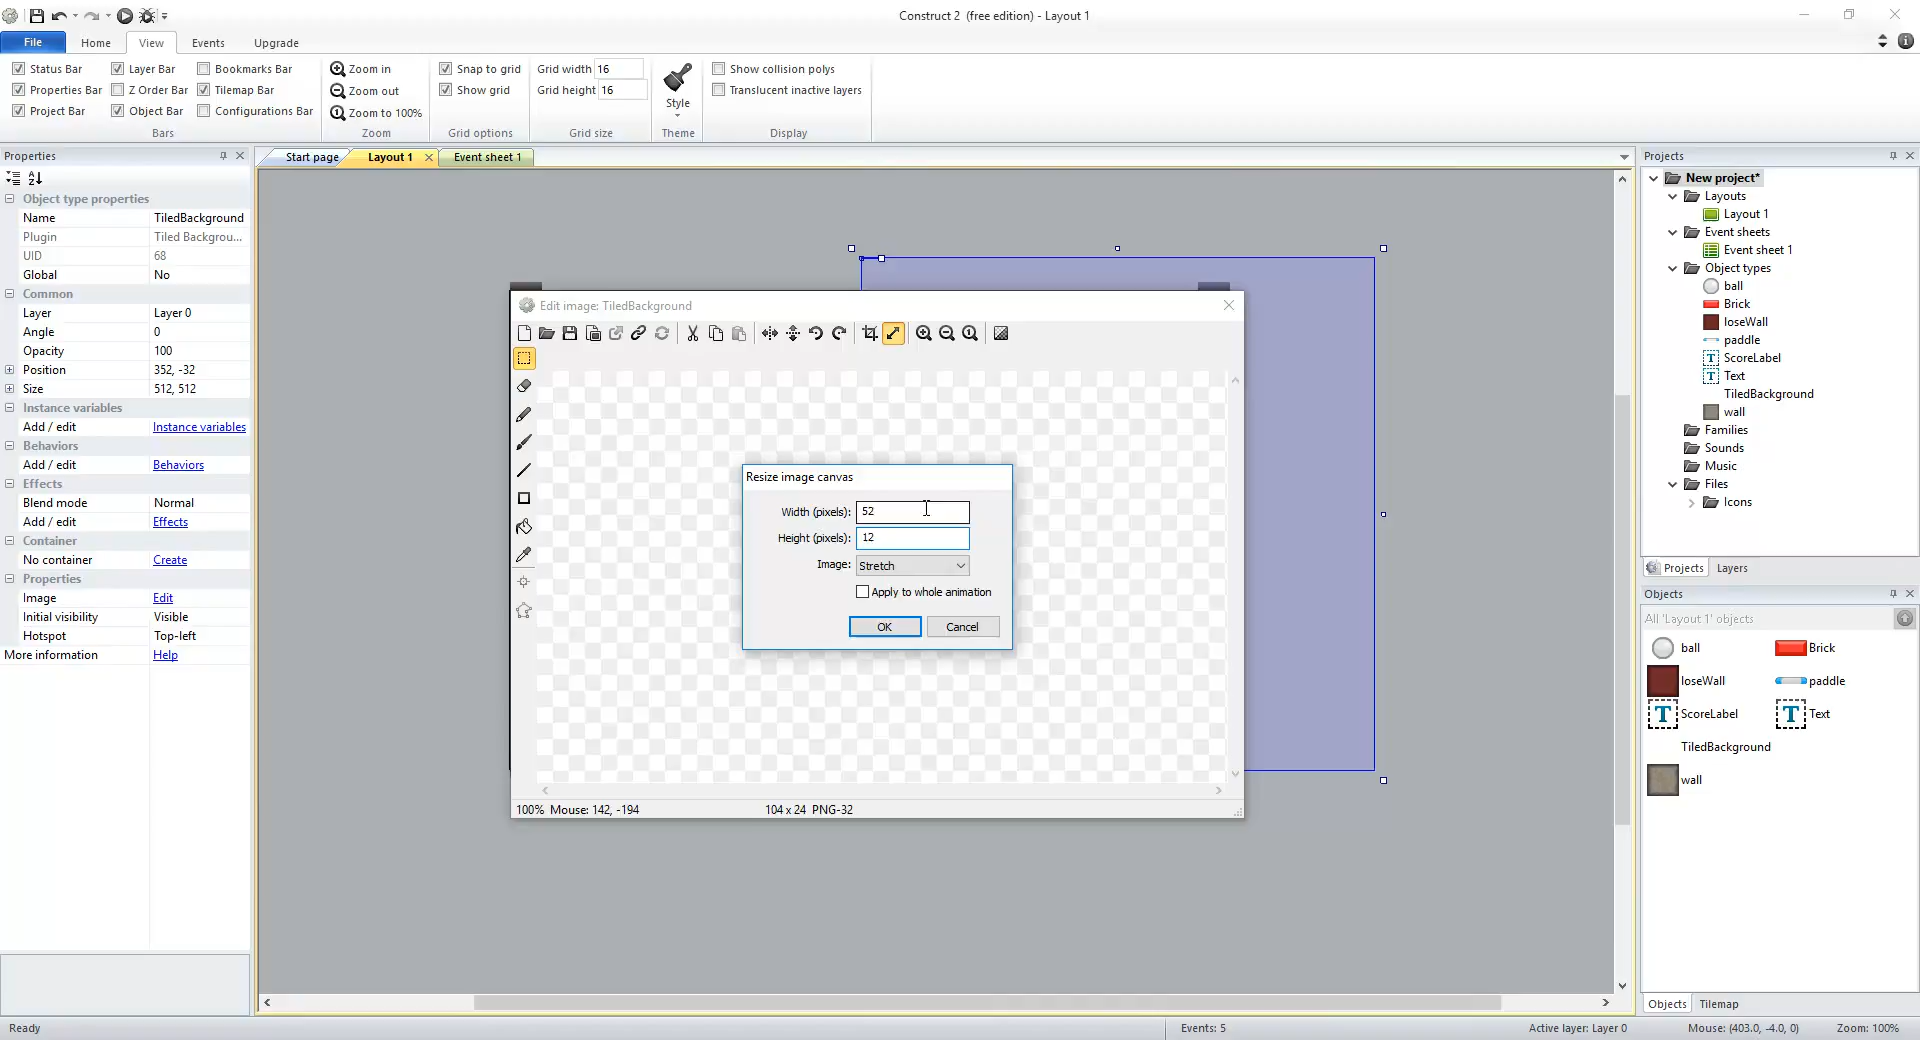 Construct 2 (free edition) - Layout 1
File
Home
View
Events
Upgrade
Status Bar
Layer Bar
Bookmarks Bar
Zoom in
Snap to grid
Grid width 16
Show collision polys
Properties Bar
Z Order Bar
Tilemap Bar
Zoom out
Show grid
Grid height 16
Style
Translucent inactive layers
Project Bar
Object Bar
Configurations Bar
Zoom to 100%
Bars
Zoom
Grid options
Grid size
Theme
Display
Properties
Start page
Layout 1
Event sheet 1
Object type properties
Name TiledBackground
Plugin Tiled Backgrou...
UID 68
Global No
Common
Layer Layer 0
Angle 0
Opacity 100
Position 352, -32
Size 512, 512
Instance variables
Add / edit Instance variables
Behaviors
Add / edit Behaviors
Effects
Blend mode Normal
Add / edit Effects
Container
No container Create
Properties
Image Edit
Initial visibility Visible
Hotspot Top-left
More information Help
Edit image: TiledBackground
Resize image canvas
Width (pixels): 52
Height (pixels): 12
Image: Stretch
Apply to whole animation
OK
Cancel
100% Mouse: 142, -194
104 x 24 PNG-32
Projects
New project*
Layouts
Layout 1
Event sheets
Event sheet 1
Object types
ball
Brick
loseWall
paddle
ScoreLabel
Text
TiledBackground
wall
Families
Sounds
Music
Files
Icons
Projects
Layers
Objects
All 'Layout 1' objects
ball
Brick
loseWall
paddle
T ScoreLabel
T Text
TiledBackground
wall
Objects
Tilemap
Ready
Events: 5
Active layer: Layer 0
Mouse: (403.0, -4.0, 0)
Zoom: 100%